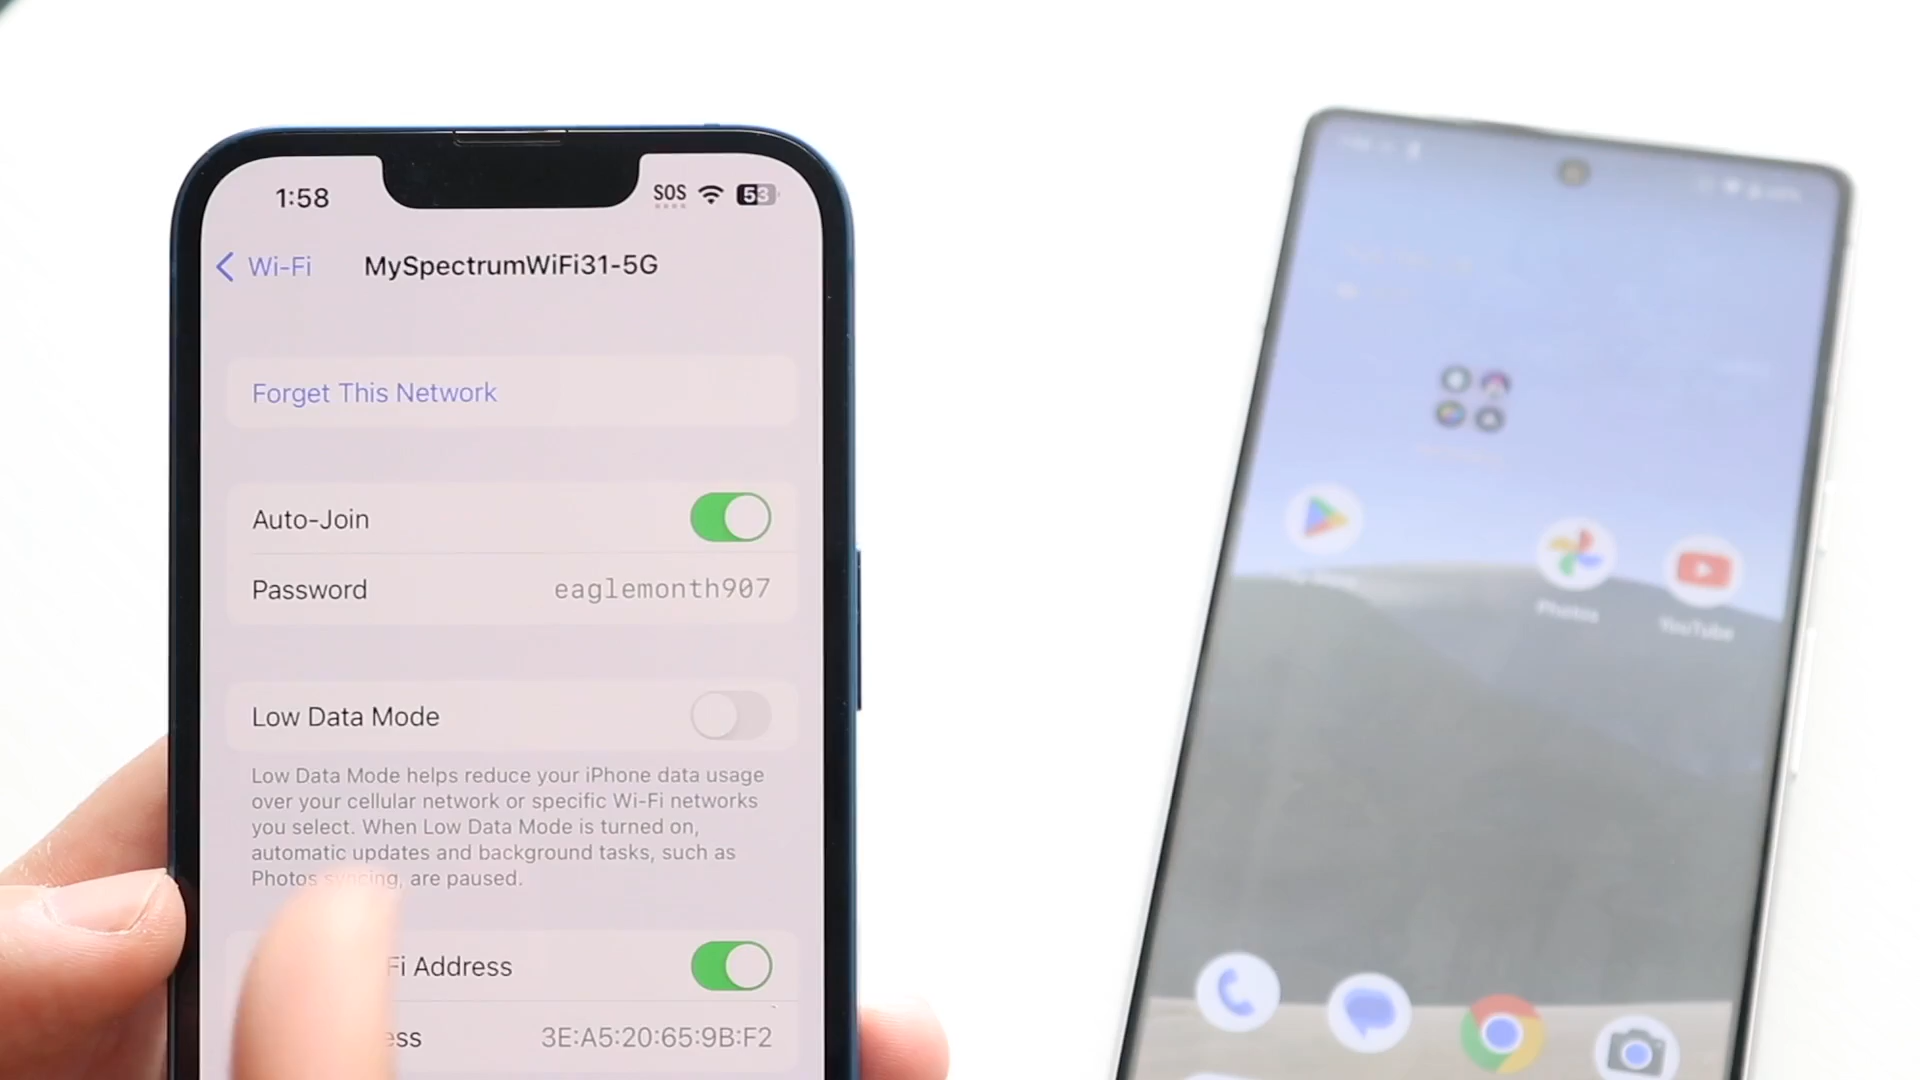 1:58
SOS
53
Wi-Fi
MySpectrumWiFi31-5G
Forget This Network
Auto-Join
Password eaglemonth907
Low Data Mode
Low Data Mode helps reduce your iPhone data usage
over your cellular network or specific Wi-Fi networks
you select. When Low Data Mode is turned on,
automatic updates and background tasks, such as
Photos syncing, are paused.
Fi Address
ess 3E:A5:20:65:9B:F2
Photos
YouTube